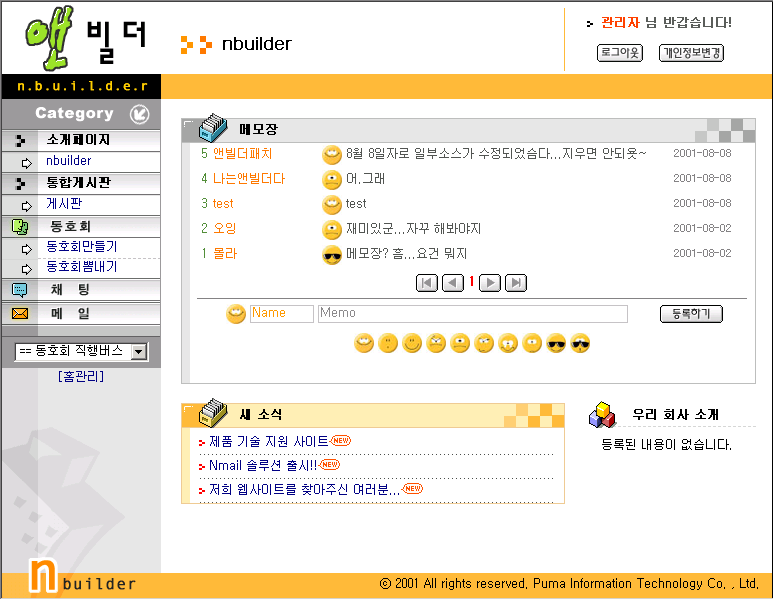 앤빌더
nbuilder
관리자 님 반갑습니다!
로그아웃 개인정보변경
n.b.u.i.l.d.e.r
Category
소개페이지
nbuilder
통합게시판
게시판
동호회
동호회만들기
동호회뽐내기
채 팅
메 일
== 동호회 직행버스
[홈관리]
메모장
5 앤빌더패치 8월 8일자로 일부소스가 수정되었슴다...지우면 안되욧~ 2001-08-08
4 나는앤빌더다 어.그래 2001-08-08
3 test test 2001-08-08
2 오잉 재미있군...자꾸 해봐야지 2001-08-02
1 몰라 메모장? 흠...요건 뭐지 2001-08-02
1
Name Memo 등록하기
새 소식
제품 기술 지원 사이트 NEW
Nmail 솔루션 출시!! NEW
저희 웹사이트를 찾아주신 여러분... NEW
우리 회사 소개
등록된 내용이 없습니다.
nbuilder
ⓒ 2001 All rights reserved, Puma Information Technology Co. , Ltd.